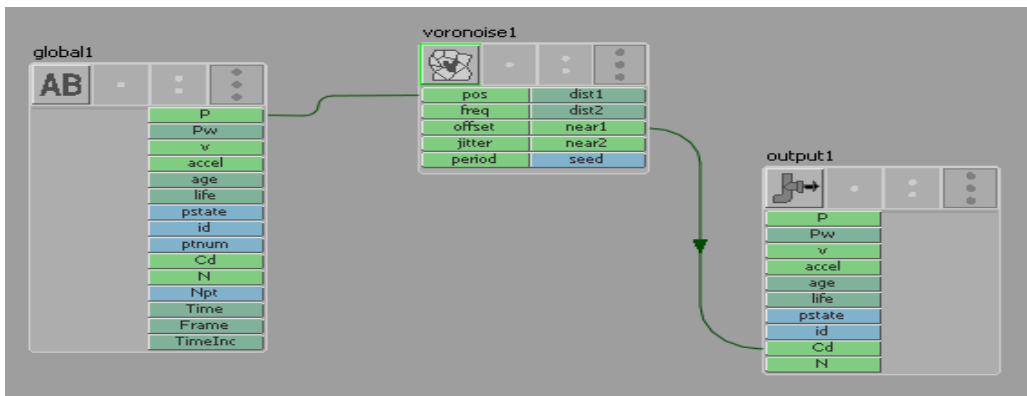 global1
AB
P
Pw
v
accel
age
life
pstate
id
ptnum
Cd
N
Npt
Time
Frame
TimeInc
voronoise1
pos dist1
freq dist2
offset near1
jitter near2
period seed
output1
P
Pw
v
accel
age
life
pstate
id
Cd
N